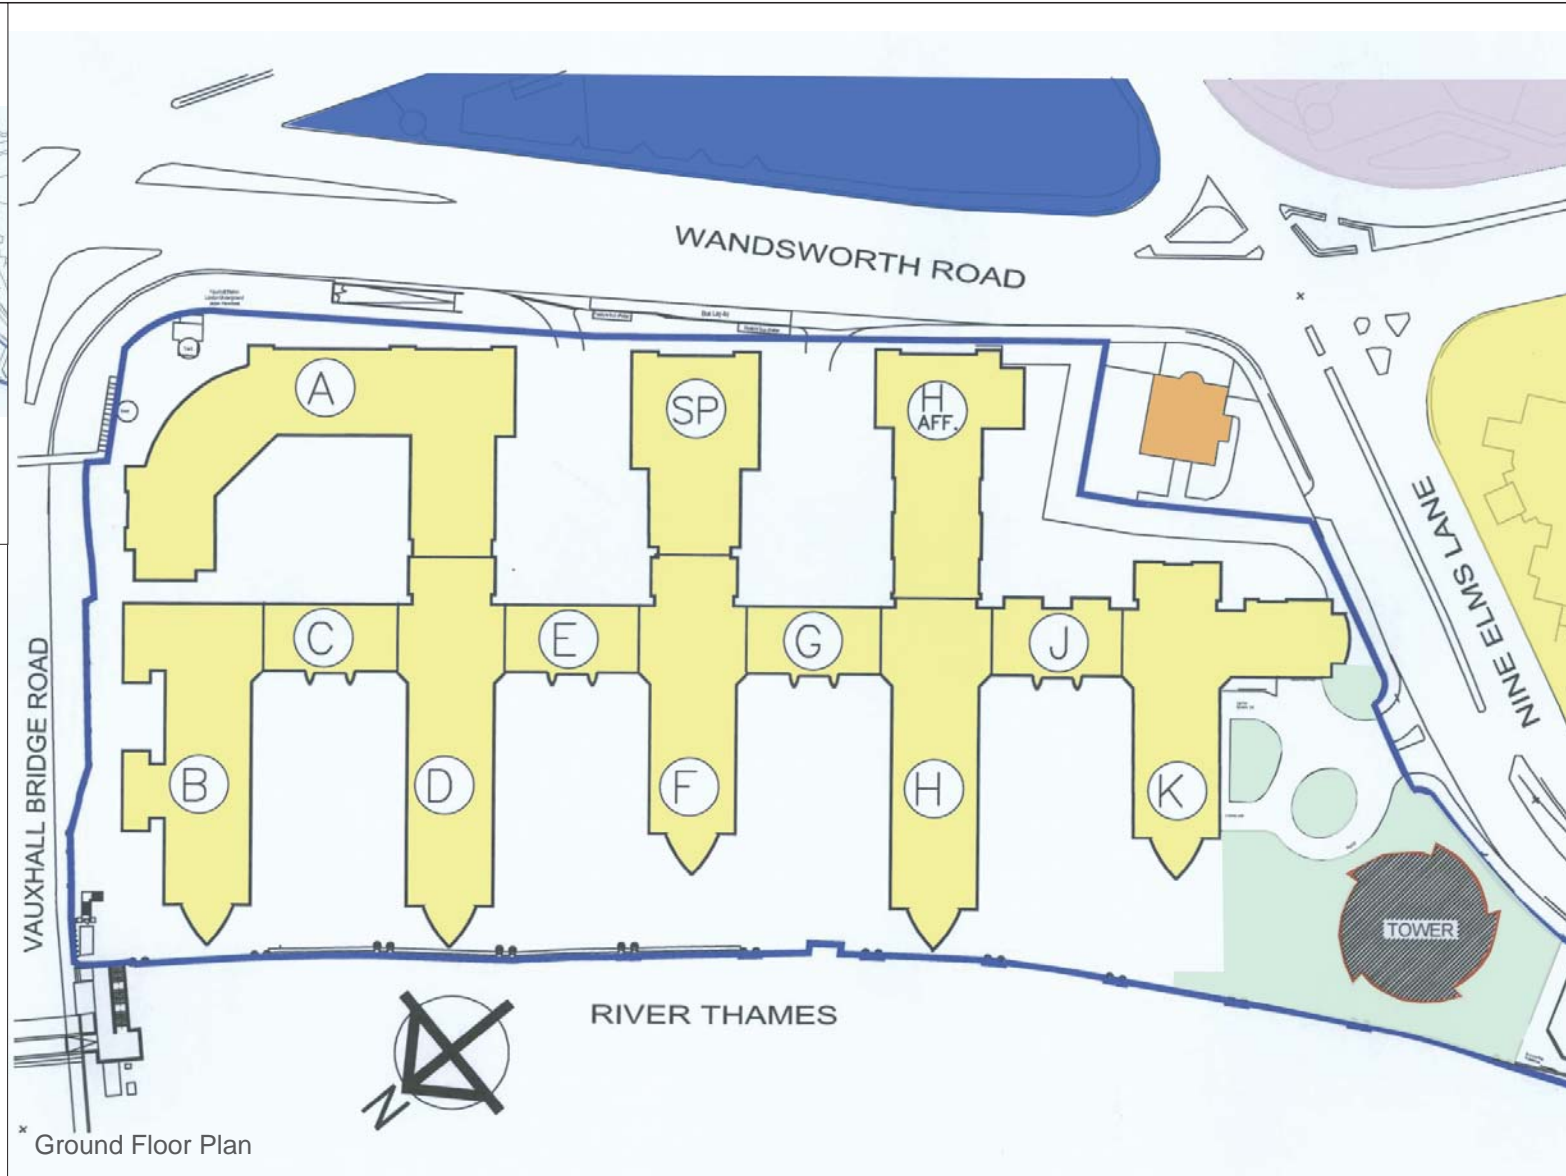 WANDSWORTH ROAD
A
SP
H
AFF.
NINE ELMS LANE
VAUXHALL BRIDGE ROAD
C
E
G
J
B
D
F
H
K
TOWER
RIVER THAMES
N
Ground Floor Plan